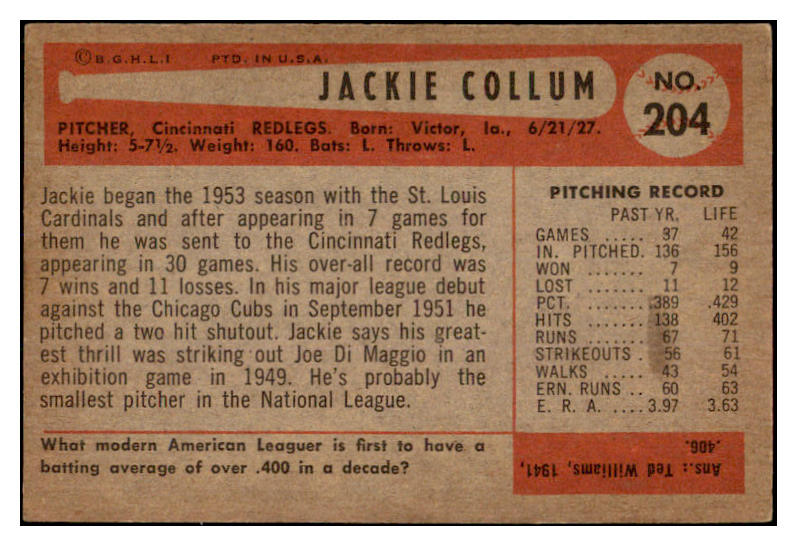 ©B.G.H.L.I PTD. IN U.S.A.
JACKIE COLLUM
NO.
204
PITCHER, Cincinnati REDLEGS. Born: Victor, Ia., 6/21/27.
Height: 5-7½. Weight: 160. Bats: L. Throws: L.
Jackie began the 1953 season with the St. Louis
Cardinals and after appearing in 7 games for
them he was sent to the Cincinnati Redlegs,
appearing in 30 games. His over-all record was
7 wins and 11 losses. In his major league debut
against the Chicago Cubs in September 1951 he
pitched a two hit shutout. Jackie says his great-
est thrill was striking out Joe Di Maggio in an
exhibition game in 1949. He's probably the
smallest pitcher in the National League.
PITCHING RECORD
PAST YR. LIFE
GAMES ..... 37 42
IN. PITCHED. 136 156
WON ....... 7 9
LOST ....... 11 12
PCT. ....... .389 .429
HITS ....... 138 402
RUNS ...... 67 71
STRIKEOUTS . 56 61
WALKS ..... 43 54
ERN. RUNS .. 60 63
E. R. A. .... 3.97 3.63
What modern American Leaguer is first to have a
batting average of over .400 in a decade?
Ans.: Ted Williams, 1941,
.406.